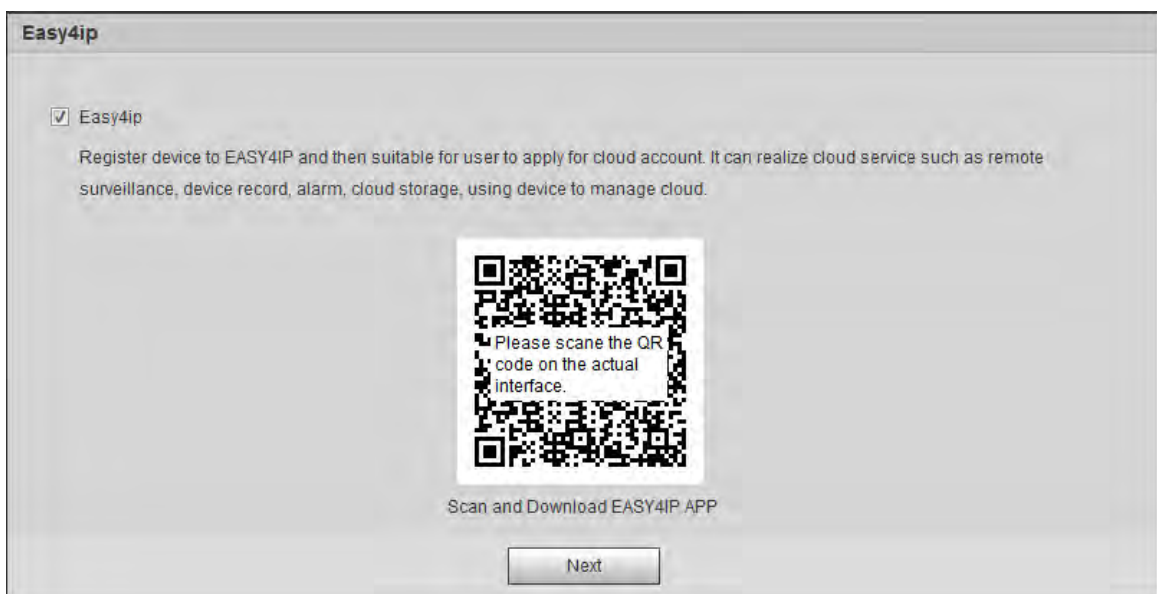 Easy4ip
Easy4ip
Register device to EASY4IP and then suitable for user to apply for cloud account. It can realize cloud service such as remote
surveillance, device record, alarm, cloud storage, using device to manage cloud.
Please scane the QR
code on the actual
interface.
Scan and Download EASY4IP APP
Next